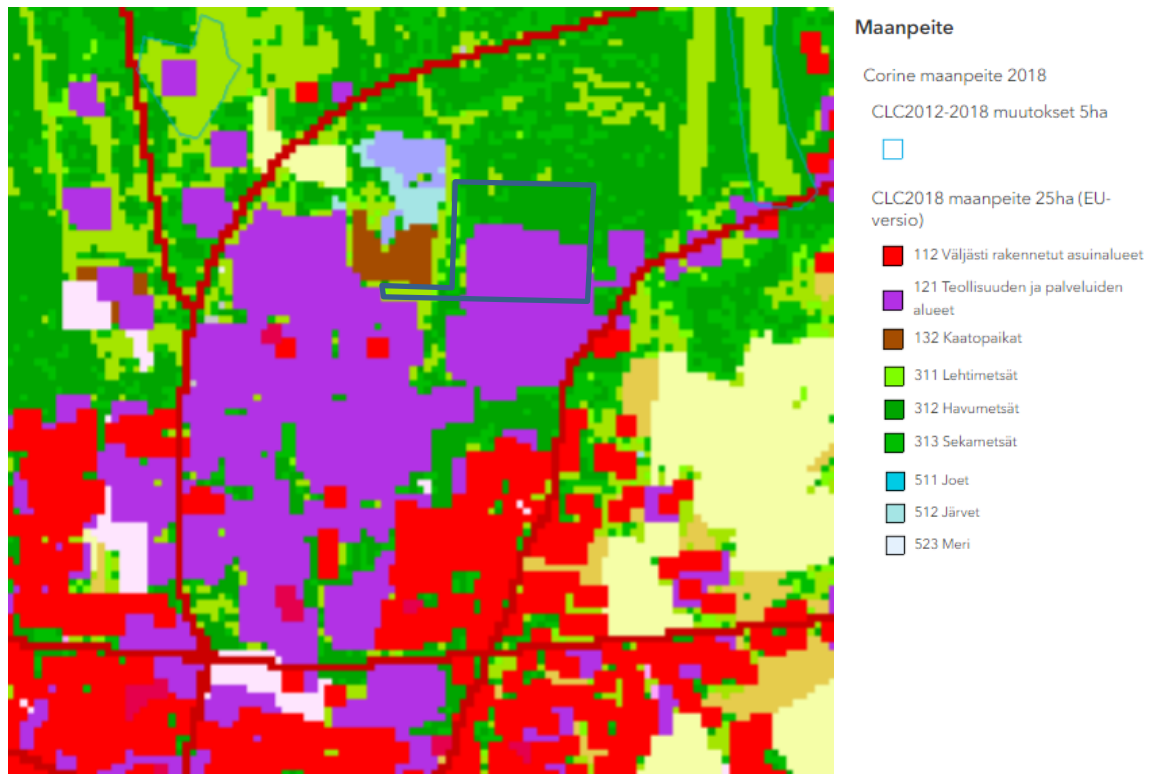 Maanpeite
Corine maanpeite 2018
CLC2012-2018 muutokset 5ha
CLC2018 maanpeite 25ha (EU-
versio)
112 Väljästi rakennetut asuinalueet
121 Teollisuuden ja palveluiden
alueet
132 Kaatopaikat
311 Lehtimetsät
312 Havumetsät
313 Sekametsät
511 Joet
512 Järvet
523 Meri